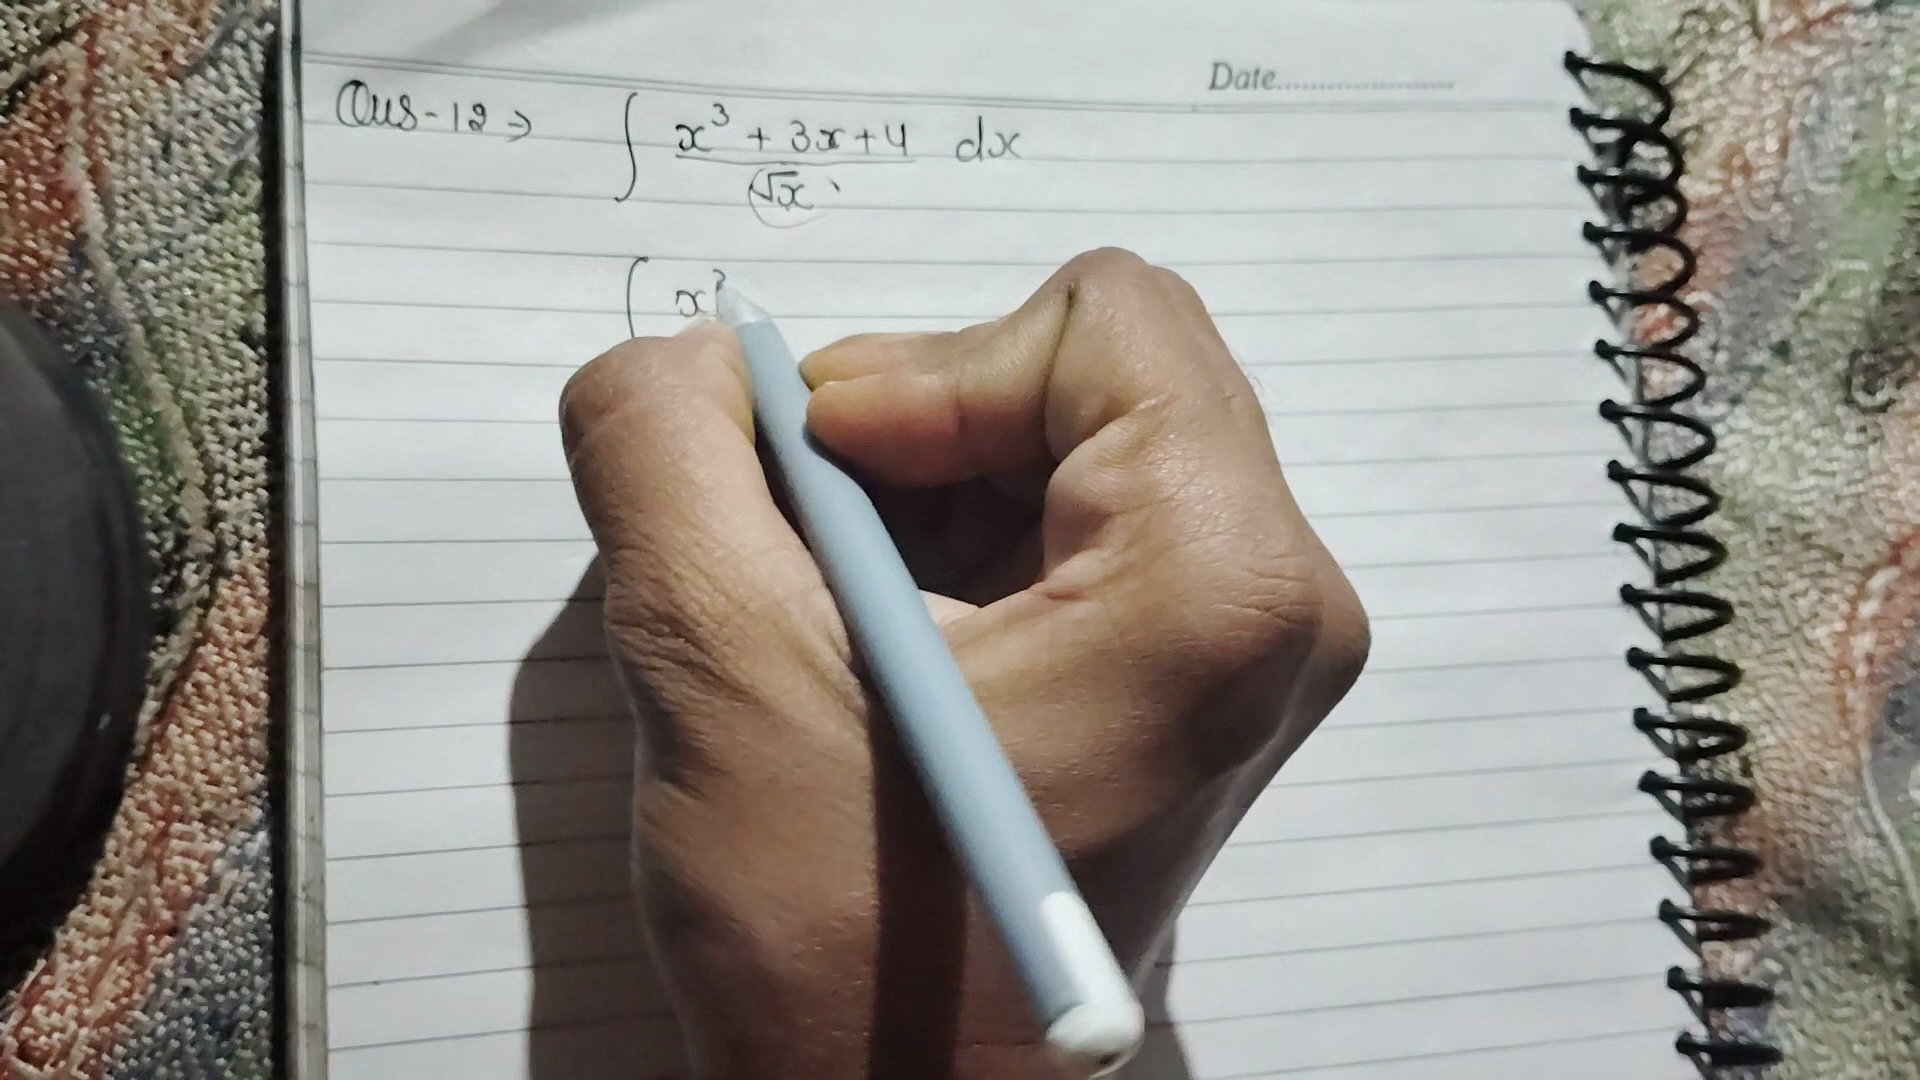 Date....................
Ques-12 → ∫ x³ + 3x + 4 / √x dx
∫ x³